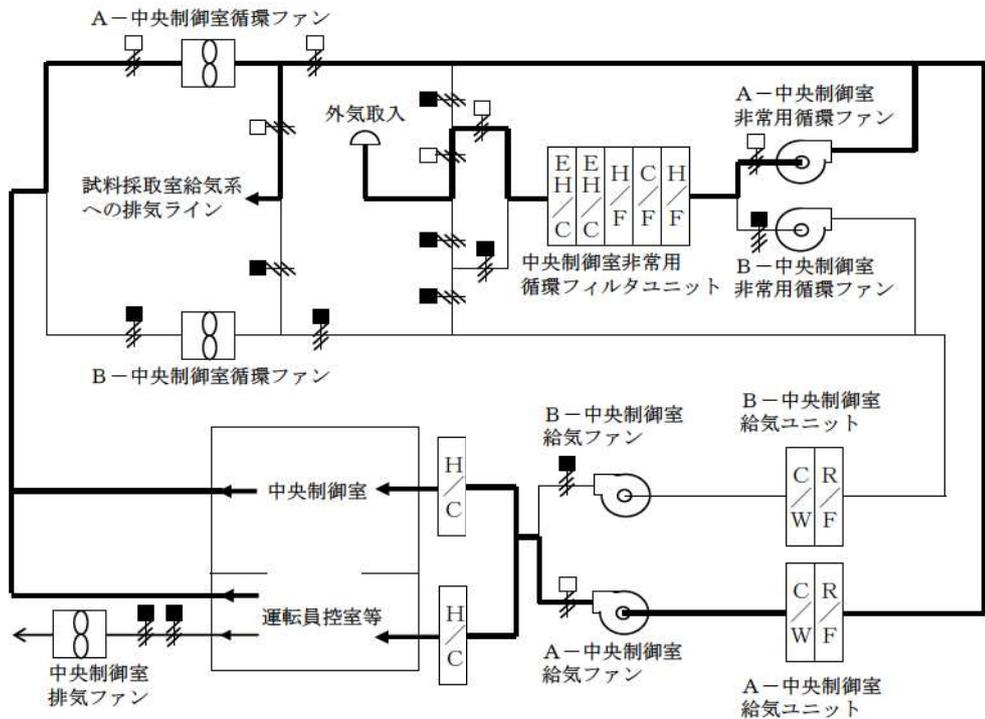 A－中央制御室循環ファン
外気取入
A－中央制御室
非常用循環ファン
試料採取室給気系
への排気ライン
E
H
／
C
E
H
／
C
H
／
F
C
／
F
H
／
F
中央制御室非常用
循環フィルタユニット
B－中央制御室
非常用循環ファン
B－中央制御室循環ファン
B－中央制御室
給気ファン
B－中央制御室
給気ユニット
H
／
C
C
／
W
R
／
F
中央制御室
運転員控室等
H
／
C
C
／
W
R
／
F
中央制御室
排気ファン
A－中央制御室
給気ファン
A－中央制御室
給気ユニット